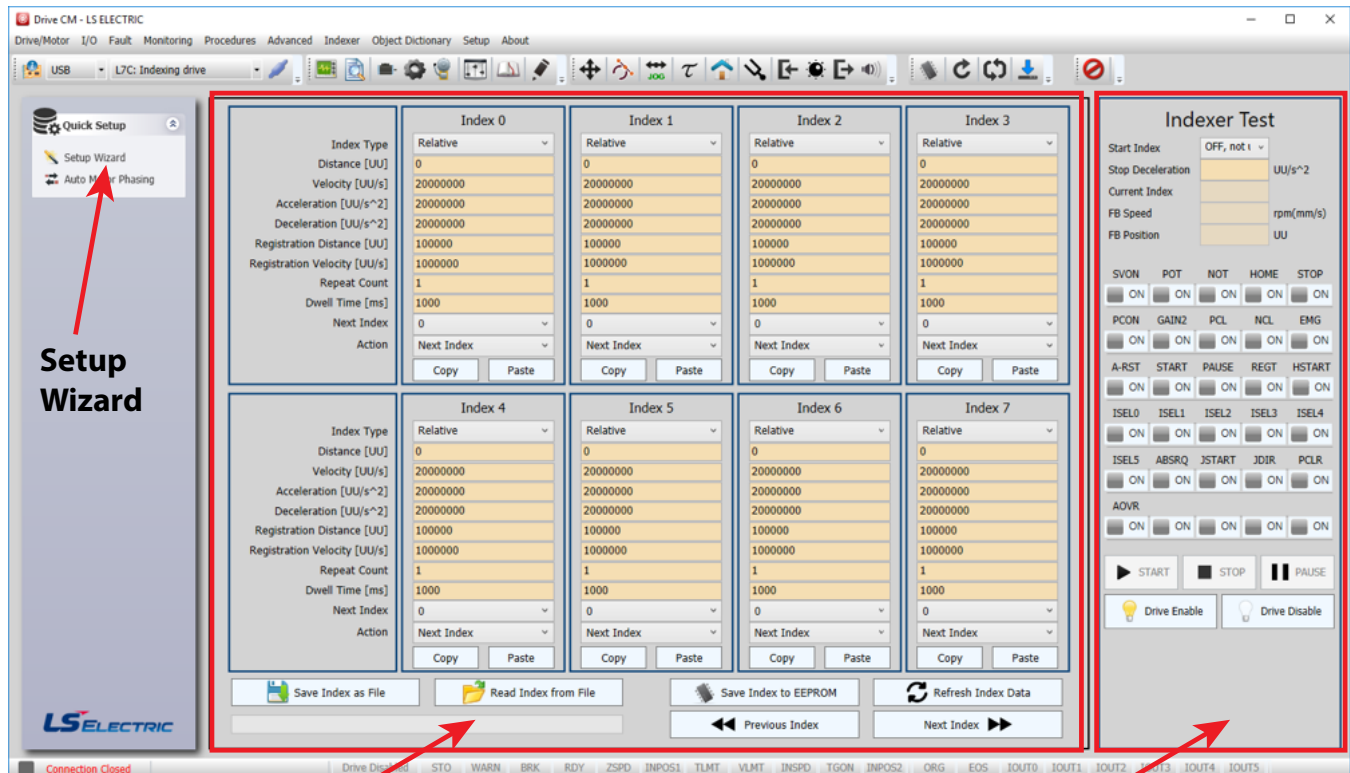 Drive CM - LS ELECTRIC
Drive/Motor I/O Fault Monitoring Procedures Advanced Indexer Object Dictionary Setup About
USB L7C: Indexing drive JOG
Quick Setup
Setup Wizard
Auto Motor Phasing
Setup
Wizard
LSELECTRIC
Index 0 Index 1 Index 2 Index 3
Index Type Relative Relative Relative Relative
Distance [UU] 0 0 0 0
Velocity [UU/s] 20000000 20000000 20000000 20000000
Acceleration [UU/s^2] 20000000 20000000 20000000 20000000
Deceleration [UU/s^2] 20000000 20000000 20000000 20000000
Registration Distance [UU] 100000 100000 100000 100000
Registration Velocity [UU/s] 1000000 1000000 1000000 1000000
Repeat Count 1 1 1 1
Dwell Time [ms] 1000 1000 1000 1000
Next Index 0 0 0 0
Action Next Index Next Index Next Index Next Index
Copy Paste Copy Paste Copy Paste Copy Paste
Index 4 Index 5 Index 6 Index 7
Index Type Relative Relative Relative Relative
Distance [UU] 0 0 0 0
Velocity [UU/s] 20000000 20000000 20000000 20000000
Acceleration [UU/s^2] 20000000 20000000 20000000 20000000
Deceleration [UU/s^2] 20000000 20000000 20000000 20000000
Registration Distance [UU] 100000 100000 100000 100000
Registration Velocity [UU/s] 1000000 1000000 1000000 1000000
Repeat Count 1 1 1 1
Dwell Time [ms] 1000 1000 1000 1000
Next Index 0 0 0 0
Action Next Index Next Index Next Index Next Index
Copy Paste Copy Paste Copy Paste Copy Paste
Save Index as File Read Index from File Save Index to EEPROM Refresh Index Data
Previous Index Next Index
Indexer Test
Start Index OFF, not
Stop Deceleration UU/s^2
Current Index
FB Speed rpm(mm/s)
FB Position UU
SVON POT NOT HOME STOP
ON ON ON ON ON
PCON GAIN2 PCL NCL EMG
ON ON ON ON ON
A-RST START PAUSE REGT HSTART
ON ON ON ON ON
ISEL0 ISEL1 ISEL2 ISEL3 ISEL4
ON ON ON ON ON
ISEL5 ABSRQ JSTART JDIR PCLR
ON ON ON ON ON
AOVR
ON ON ON ON ON
START STOP PAUSE
Drive Enable Drive Disable
Connection Closed Drive Disabled STO WARN BRK RDY ZSPD INPOS1 TLMT VLMT INSPD TGON INPOS2 ORG EOS IOUT0 IOUT1 IOUT2 IOUT3 IOUT4 IOUT5